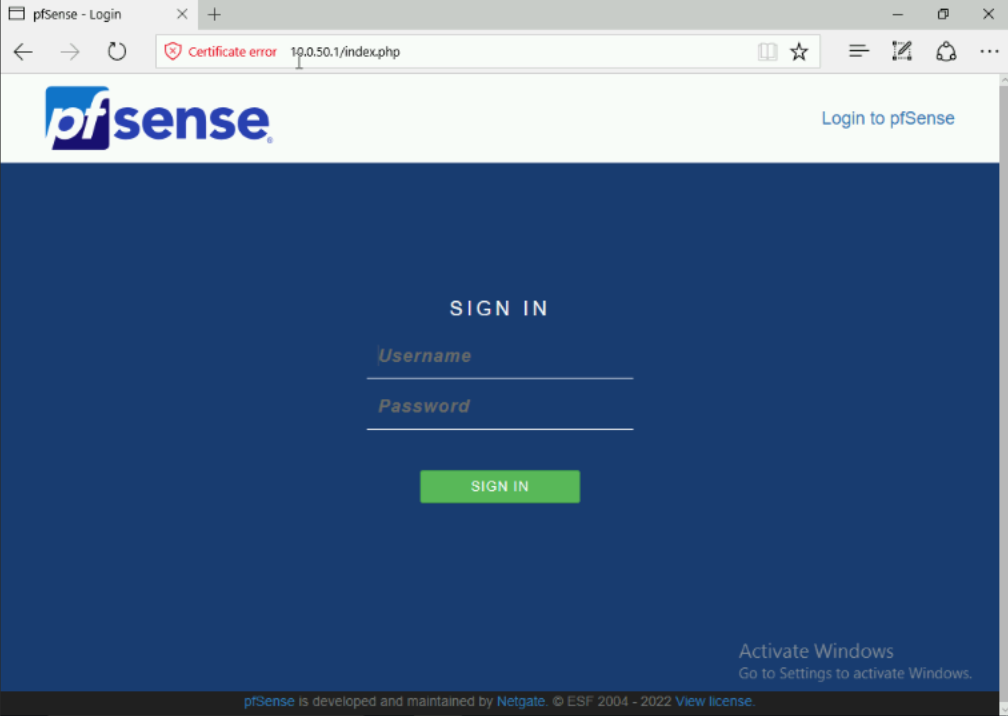 pfSense - Login
Certificate error 10.0.50.1/index.php
pfsense
Login to pfSense
SIGN IN
Username
Password
SIGN IN
Activate Windows
Go to Settings to activate Windows.
pfSense is developed and maintained by Netgate. © ESF 2004 - 2022 View license.